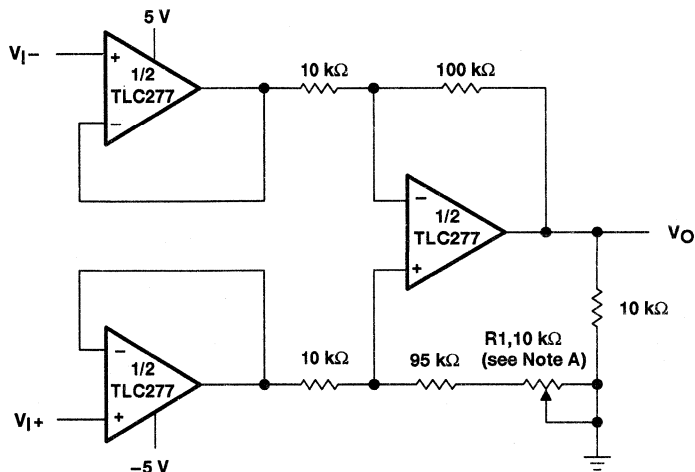 5 V
VI−
+
1/2
TLC277
−
10 kΩ
100 kΩ
−
1/2
TLC277
+
VO
10 kΩ
−
1/2
TLC277
+
VI+
−5 V
10 kΩ
95 kΩ
R1,10 kΩ
(see Note A)